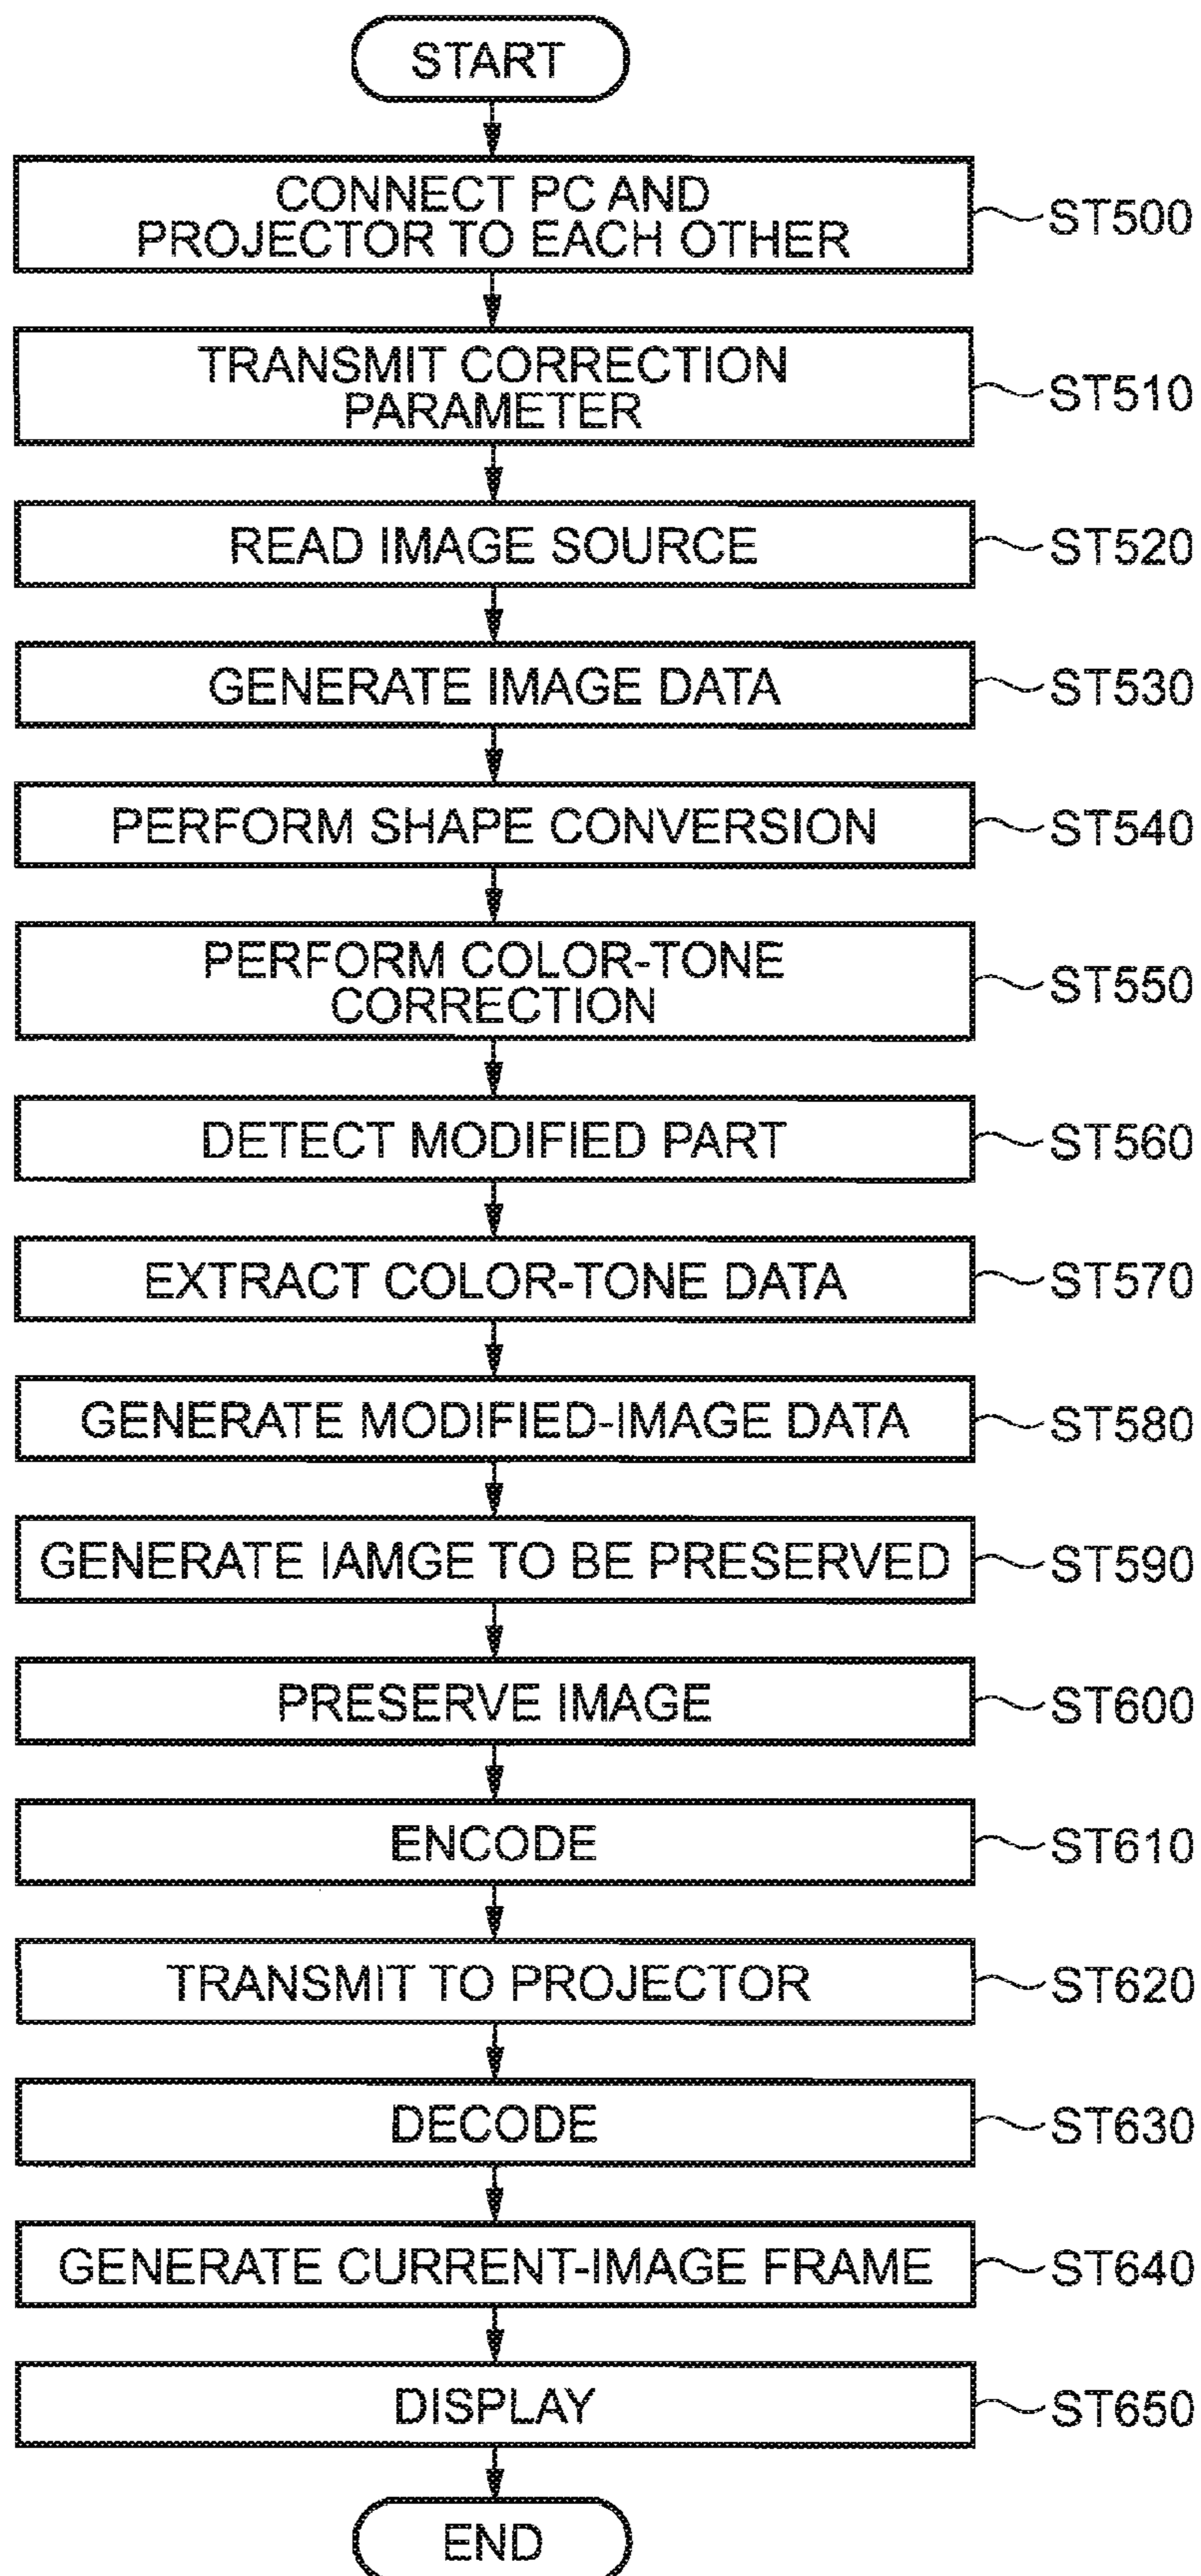 START
CONNECT PC AND
PROJECTOR TO EACH OTHER
ST500
TRANSMIT CORRECTION
PARAMETER
ST510
READ IMAGE SOURCE
ST520
GENERATE IMAGE DATA
ST530
PERFORM SHAPE CONVERSION
ST540
PERFORM COLOR-TONE
CORRECTION
ST550
DETECT MODIFIED PART
ST560
EXTRACT COLOR-TONE DATA
ST570
GENERATE MODIFIED-IMAGE DATA
ST580
GENERATE IAMGE TO BE PRESERVED
ST590
PRESERVE IMAGE
ST600
ENCODE
ST610
TRANSMIT TO PROJECTOR
ST620
DECODE
ST630
GENERATE CURRENT-IMAGE FRAME
ST640
DISPLAY
ST650
END